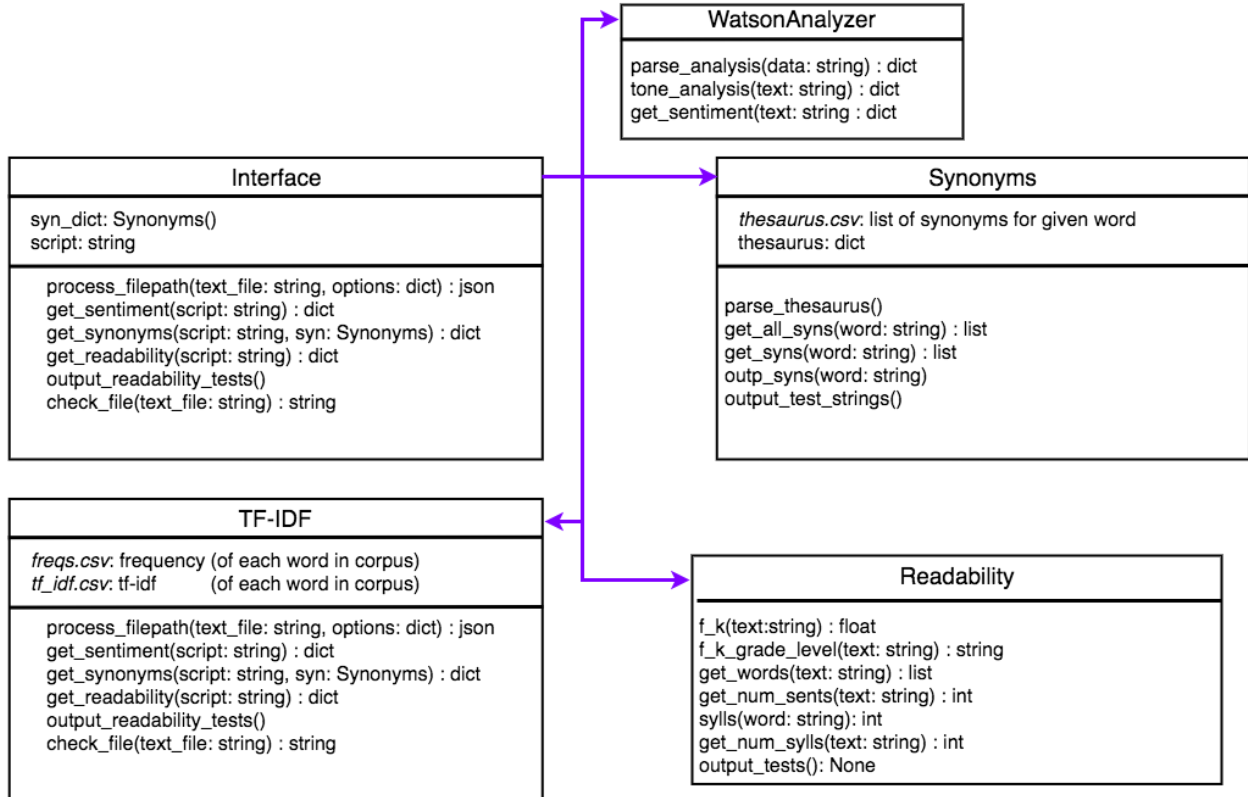 WatsonAnalyzer
parse_analysis(data: string) : dict
tone_analysis(text: string) : dict
get_sentiment(text: string : dict
Interface
syn_dict: Synonyms()
script: string
process_filepath(text_file: string, options: dict) : json
get_sentiment(script: string) : dict
get_synonyms(script: string, syn: Synonyms) : dict
get_readability(script: string) : dict
output_readability_tests()
check_file(text_file: string) : string
Synonyms
thesaurus.csv: list of synonyms for given word
thesaurus: dict
parse_thesaurus()
get_all_syns(word: string) : list
get_syns(word: string) : list
outp_syns(word: string)
output_test_strings()
TF-IDF
freqs.csv: frequency (of each word in corpus)
tf_idf.csv: tf-idf (of each word in corpus)
process_filepath(text_file: string, options: dict) : json
get_sentiment(script: string) : dict
get_synonyms(script: string, syn: Synonyms) : dict
get_readability(script: string) : dict
output_readability_tests()
check_file(text_file: string) : string
Readability
f_k(text:string) : float
f_k_grade_level(text: string) : string
get_words(text: string) : list
get_num_sents(text: string) : int
sylls(word: string): int
get_num_sylls(text: string) : int
output_tests(): None